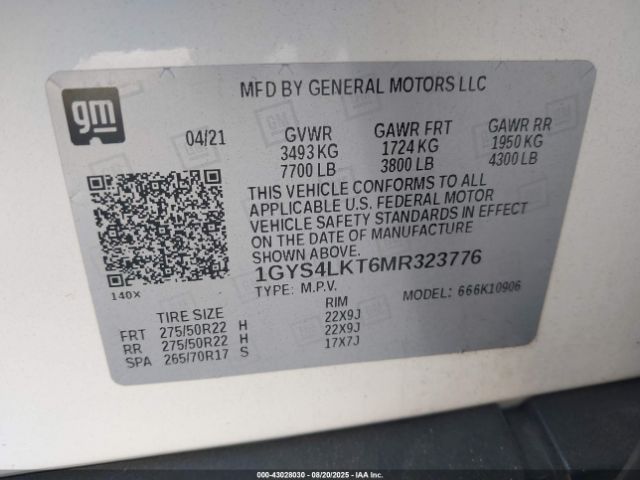 gm
MFD BY GENERAL MOTORS LLC
04/21 GVWR GAWR FRT GAWR RR
3493 KG 1724 KG 1950 KG
7700 LB 3800 LB 4300 LB
THIS VEHICLE CONFORMS TO ALL
APPLICABLE U.S. FEDERAL MOTOR
VEHICLE SAFETY STANDARDS IN EFFECT
ON THE DATE OF MANUFACTURE
SHOWN ABOVE.
1GYS4LKT6MR323776
140X TYPE: M.P.V. MODEL: 666K10906
TIRE SIZE RIM
FRT 275/50R22 H 22X9J
RR 275/50R22 H 22X9J
SPA 265/70R17 S 17X7J
000-43028030 - 08/20/2025 - IAAI.COM